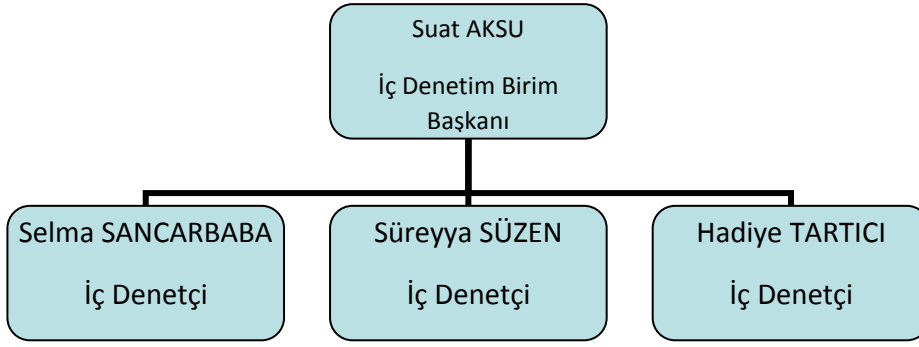 Suat AKSU
İç Denetim Birim
Başkanı
Selma SANCARBABA
İç Denetçi
Süreyya SÜZEN
İç Denetçi
Hadiye TARTICI
İç Denetçi